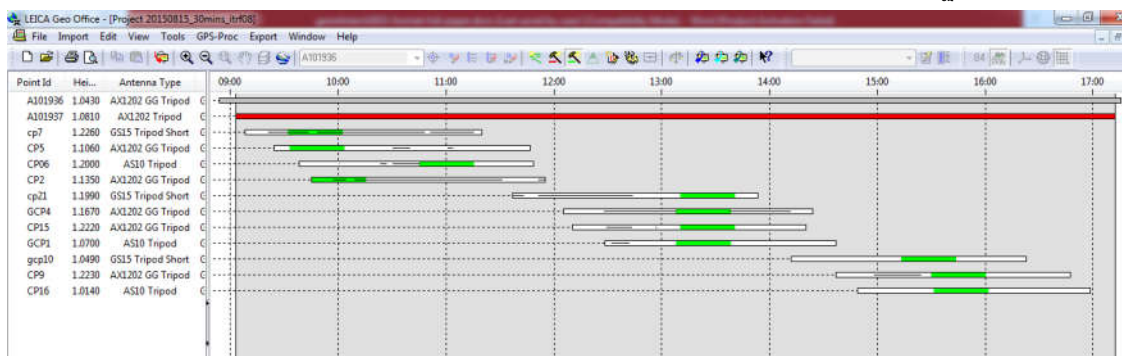 LEICA Geo Office - [Project 20150815_30mins_itrf08]
File Import Edit View Tools GPS-Proc Export Window Help
A101936 84
Point Id Hei... Antenna Type 09:00 10:00 11:00 12:00 13:00 14:00 15:00 16:00 17:00
A101936 1.0430 AX1202 GG Tripod
A101937 1.0810 AX1202 Tripod
cp7 1.2260 GS15 Tripod Short
CP5 1.1060 AX1202 GG Tripod
CP06 1.2000 AS10 Tripod
CP2 1.1350 AX1202 GG Tripod
cp21 1.1990 GS15 Tripod Short
GCP4 1.1670 AX1202 GG Tripod
CP15 1.2220 AX1202 GG Tripod
GCP1 1.0700 AS10 Tripod
gcp10 1.0490 GS15 Tripod Short
CP9 1.2230 AX1202 GG Tripod
CP16 1.0140 AS10 Tripod